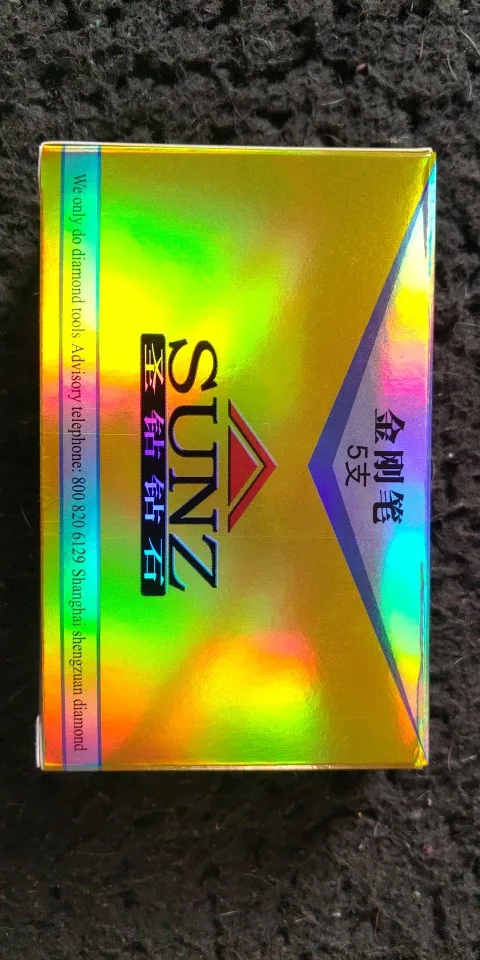 金刚笔
5支
SUNZ
圣钻钻石
We only do diamond tools Advisory telephone: 800 820 6129 Shanghai shengzuan diamond